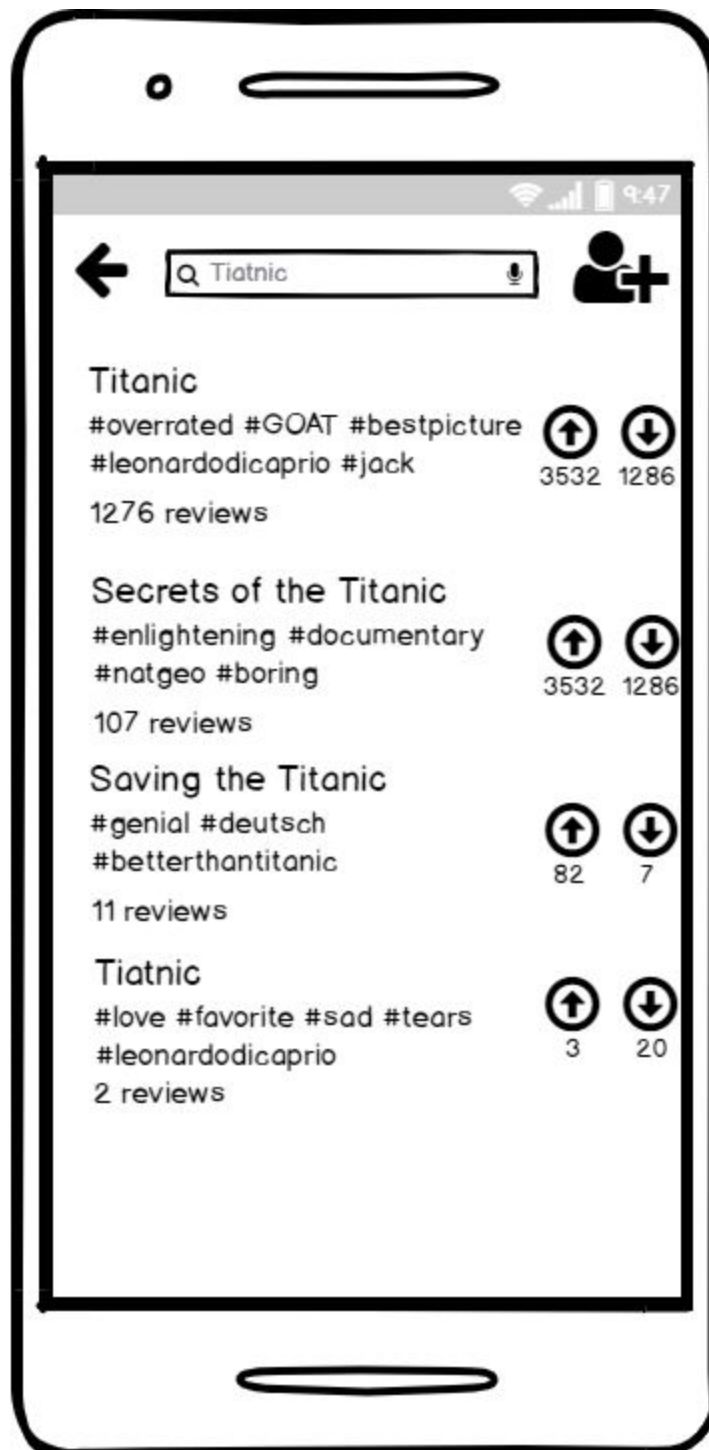 9:47
Tiatnic
Titanic
#overrated #GOAT #bestpicture
#leonardodicaprio #jack
3532 1286
1276 reviews
Secrets of the Titanic
#enlightening #documentary
#natgeo #boring
3532 1286
107 reviews
Saving the Titanic
#genial #deutsch
#betterthantitanic
82 7
11 reviews
Tiatnic
#love #favorite #sad #tears
#leonardodicaprio
3 20
2 reviews